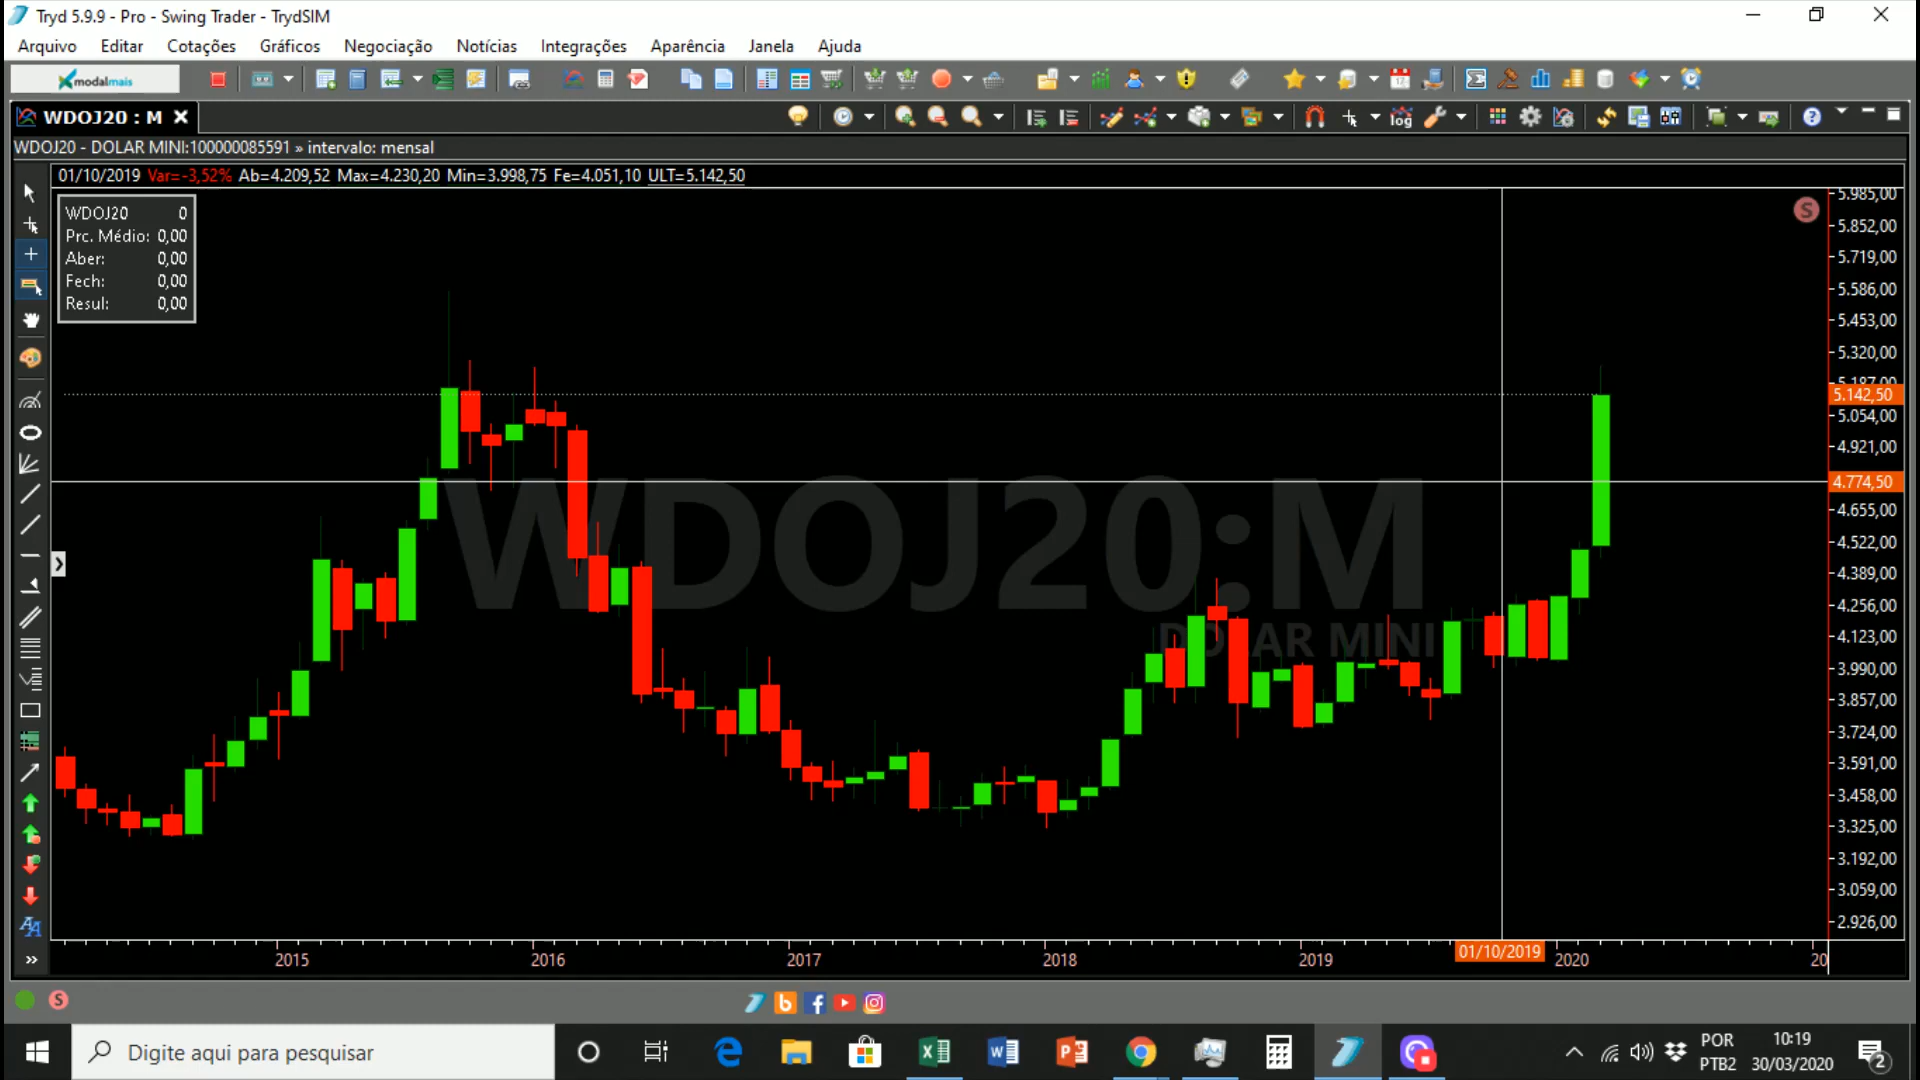 Tryd 5.9.9 - Pro - Swing Trader - TrydSIM
Arquivo Editar Cotações Gráficos Negociação Notícias Integrações Aparência Janela Ajuda
modalmais
WDOJ20 : M
log
WDOJ20 - DOLAR MINI:100000085591 » intervalo: mensal
01/10/2019 Var=-3,52% Ab=4.209,52 Max=4.230,20 Min=3.998,75 Fe=4.051,10 ULT=5.142,50
WDOJ20 0
Prc. Médio: 0,00
Aber: 0,00
Fech: 0,00
Resul: 0,00
S
WDOJ20:M
DOLAR MINI
5.985,00
5.852,00
5.719,00
5.586,00
5.453,00
5.320,00
5.187,00
5.142,50
5.054,00
4.921,00
4.774,50
4.655,00
4.522,00
4.389,00
4.256,00
4.123,00
3.990,00
3.857,00
3.724,00
3.591,00
3.458,00
3.325,00
3.192,00
3.059,00
2.926,00
2015 2016 2017 2018 2019 01/10/2019 2020 20
S
Digite aqui para pesquisar
POR
PTB2
10:19
30/03/2020
2